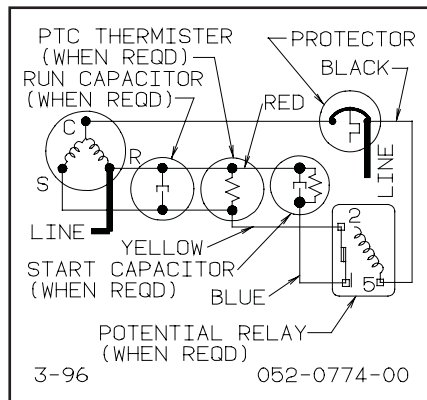 PTC THERMISTER
(WHEN REQD)
RUN CAPACITOR
(WHEN REQD)
PROTECTOR
BLACK
RED
C
S
R
LINE
LINE
YELLOW
START CAPACITOR
(WHEN REQD)
BLUE
2
1
5
POTENTIAL RELAY
(WHEN REQD)
3-96
052-0774-00